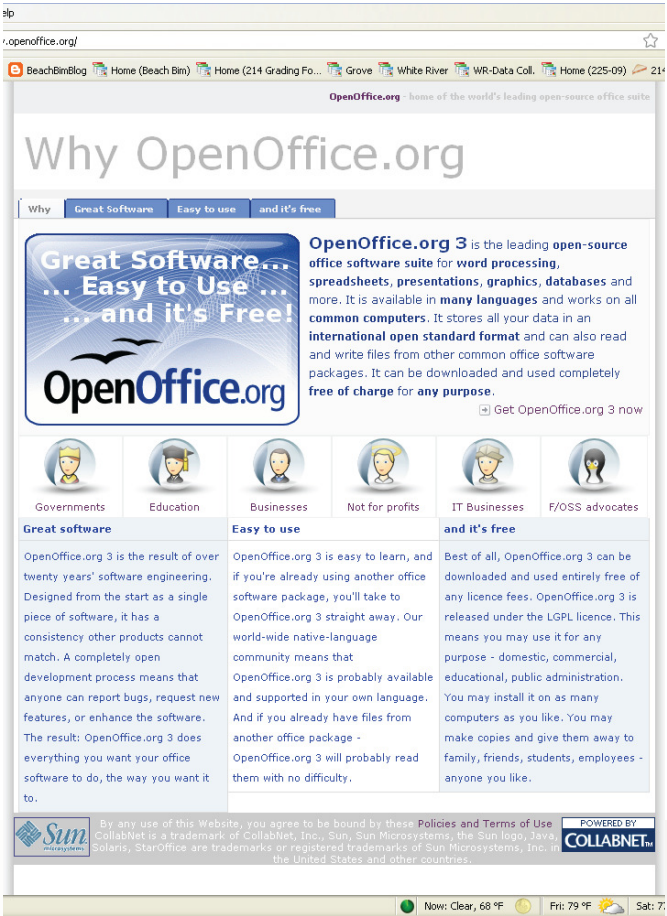 elp
.openoffice.org/
BeachBimBlog Home (Beach Bim) Home (214 Grading Fo... Grove White River WR-Data Coll. Home (225-09) 214
OpenOffice.org - home of the world's leading open-source office suite
Why OpenOffice.org
Why Great Software Easy to use and it's free
Great Software...
... Easy to Use ...
... and it's Free!
OpenOffice.org
OpenOffice.org 3 is the leading open-source
office software suite for word processing,
spreadsheets, presentations, graphics, databases and
more. It is available in many languages and works on all
common computers. It stores all your data in an
international open standard format and can also read
and write files from other common office software
packages. It can be downloaded and used completely
free of charge for any purpose.
Get OpenOffice.org 3 now
Governments Education Businesses Not for profits IT Businesses F/OSS advocates
Great software
OpenOffice.org 3 is the result of over
twenty years' software engineering.
Designed from the start as a single
piece of software, it has a
consistency other products cannot
match. A completely open
development process means that
anyone can report bugs, request new
features, or enhance the software.
The result: OpenOffice.org 3 does
everything you want your office
software to do, the way you want it
to.
Easy to use
OpenOffice.org 3 is easy to learn, and
if you're already using another office
software package, you'll take to
OpenOffice.org 3 straight away. Our
world-wide native-language
community means that
OpenOffice.org 3 is probably available
and supported in your own language.
And if you already have files from
another office package -
OpenOffice.org 3 will probably read
them with no difficulty.
and it's free
Best of all, OpenOffice.org 3 can be
downloaded and used entirely free of
any licence fees. OpenOffice.org 3 is
released under the LGPL licence. This
means you may use it for any
purpose - domestic, commercial,
educational, public administration.
You may install it on as many
computers as you like. You may
make copies and give them away to
family, friends, students, employees -
anyone you like.
Sun
microsystems
By any use of this Website, you agree to be bound by these Policies and Terms of Use
CollabNet is a trademark of CollabNet, Inc., Sun, Sun Microsystems, the Sun logo, Java,
Solaris, StarOffice are trademarks or registered trademarks of Sun Microsystems, Inc. in
the United States and other countries.
POWERED BY
COLLABNET TM
Now: Clear, 68 °F Fri: 79 °F Sat: 7